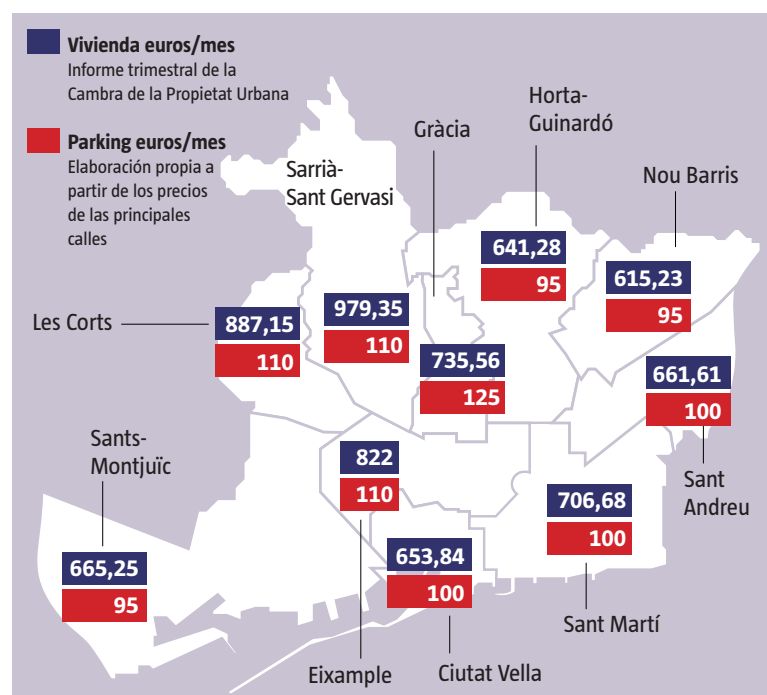 Vivienda euros/mes
Informe trimestral de la
Cambra de la Propietat Urbana
Parking euros/mes
Elaboración propia a
partir de los precios
de las principales
calles
Sarrià-
Sant Gervasi
979,35
110
Gràcia
735,56
125
Horta-
Guinardó
641,28
95
Nou Barris
615,23
95
Les Corts
887,15
110
661,61
100
Sant
Andreu
Sants-
Montjuïc
665,25
95
822
110
Eixample
653,84
100
Ciutat Vella
706,68
100
Sant Martí